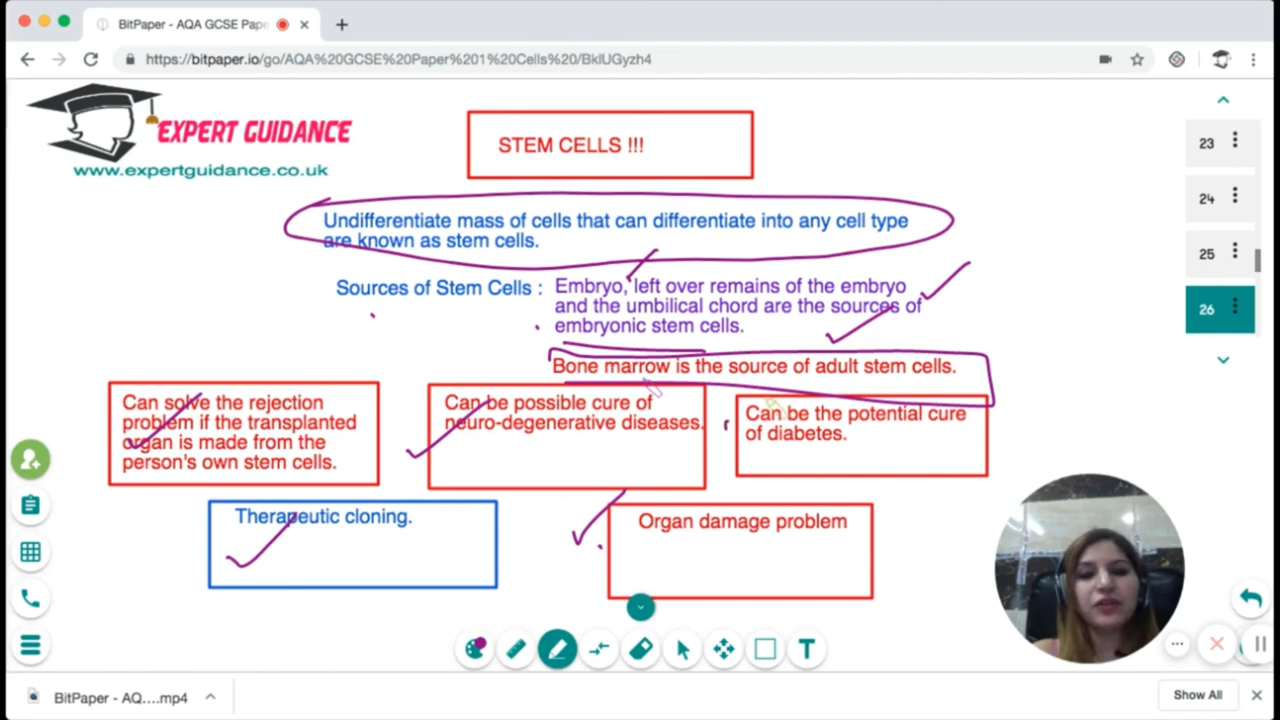 BitPaper - AQA GCSE Pape
https://bitpaper.io/go/AQA%20GCSE%20Paper%201%20Cells%20/BklUGyzh4
EXPERT GUIDANCE
www.expertguidance.co.uk
STEM CELLS !!!
23
24
25
26
Undifferentiate mass of cells that can differentiate into any cell type
are known as stem cells.
Sources of Stem Cells :
Embryo, left over remains of the embryo
and the umbilical chord are the sources of
embryonic stem cells.
Bone marrow is the source of adult stem cells.
Can solve the rejection
problem if the transplanted
organ is made from the
person's own stem cells.
Can be possible cure of
neuro-degenerative diseases.
Can be the potential cure
of diabetes.
Therapeutic cloning.
Organ damage problem
T
BitPaper - AQ....mp4
Show All